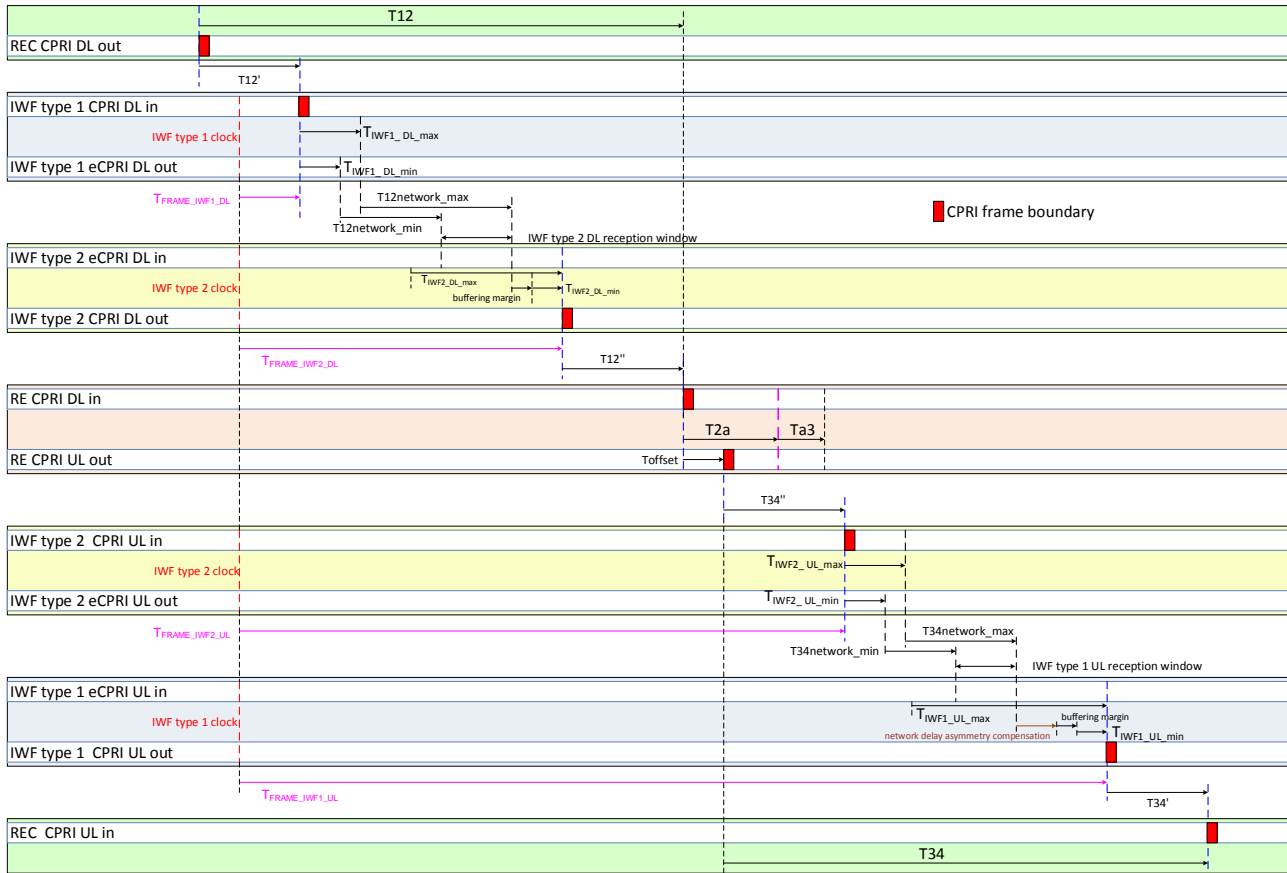 T12
REC CPRI DL out
T12'
IWF type 1 CPRI DL in
IWF type 1 clock
TIWF1_ DL_max
IWF type 1 eCPRI DL out
TIWF1_ DL_min
TFRAME_IWF1_DL
T12network_max
CPRI frame boundary
T12network_min
IWF type 2 DL reception window
IWF type 2 eCPRI DL in
TIWF2_DL_max
IWF type 2 clock
TIWF2_DL_min
buffering margin
IWF type 2 CPRI DL out
TFRAME_IWF2_DL
T12"
RE CPRI DL in
T2a
Ta3
RE CPRI UL out
Toffset
T34"
IWF type 2  CPRI UL in
TIWF2_ UL_max
IWF type 2 clock
IWF type 2 eCPRI UL out
TIWF2_ UL_min
TFRAME_IWF2_UL
T34network_max
T34network_min
IWF type 1 UL reception window
IWF type 1 eCPRI UL in
TIWF1_UL_max
buffering margin
IWF type 1 clock
network delay asymmetry compensation
TIWF1_UL_min
IWF type 1  CPRI UL out
TFRAME_IWF1_UL
T34'
REC  CPRI UL in
T34